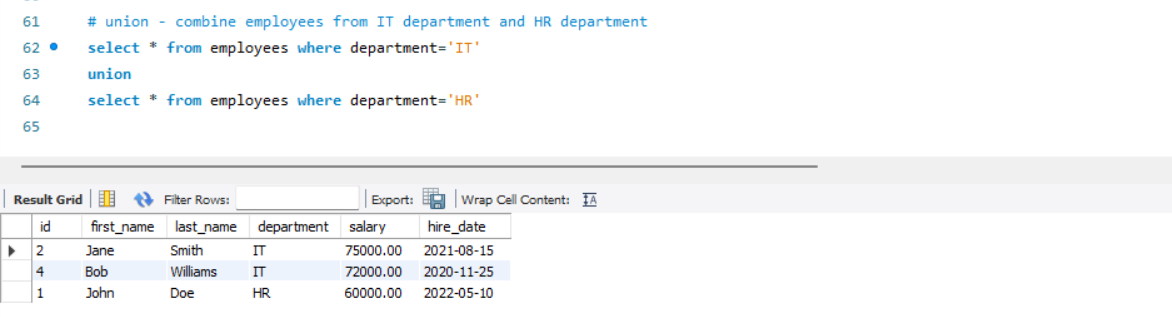 61 # union - combine employees from IT department and HR department
62 select * from employees where department='IT'
63 union
64 select * from employees where department='HR'
65
Result Grid Filter Rows: Export: Wrap Cell Content: IA
id first_name last_name department salary hire_date
2 Jane Smith IT 75000.00 2021-08-15
4 Bob Williams IT 72000.00 2020-11-25
1 John Doe HR 60000.00 2022-05-10